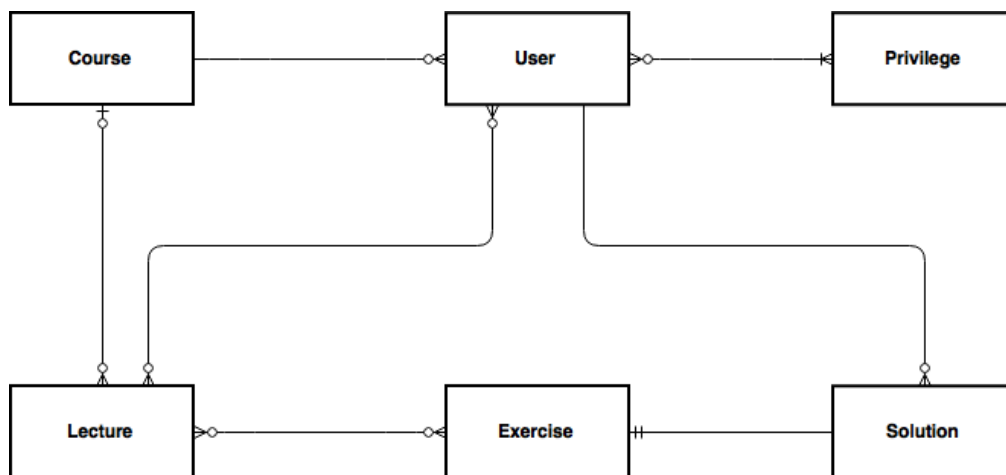 Course
User
Privilege
Lecture
Exercise
Solution